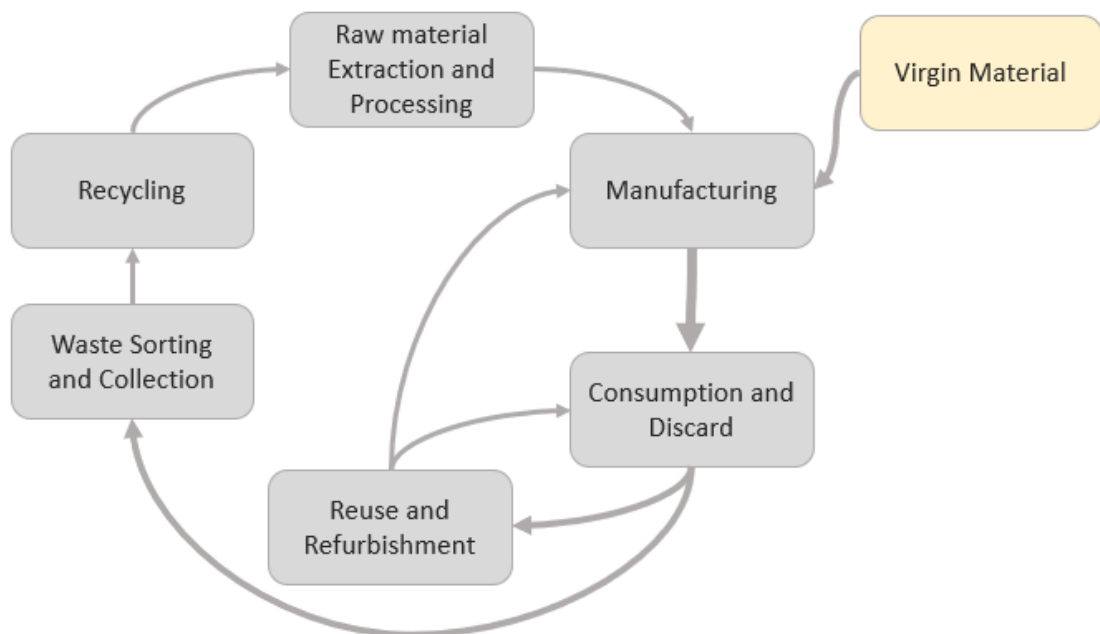 Raw material
Extraction and
Processing
Virgin Material
Recycling
Manufacturing
Waste Sorting
and Collection
Consumption and
Discard
Reuse and
Refurbishment